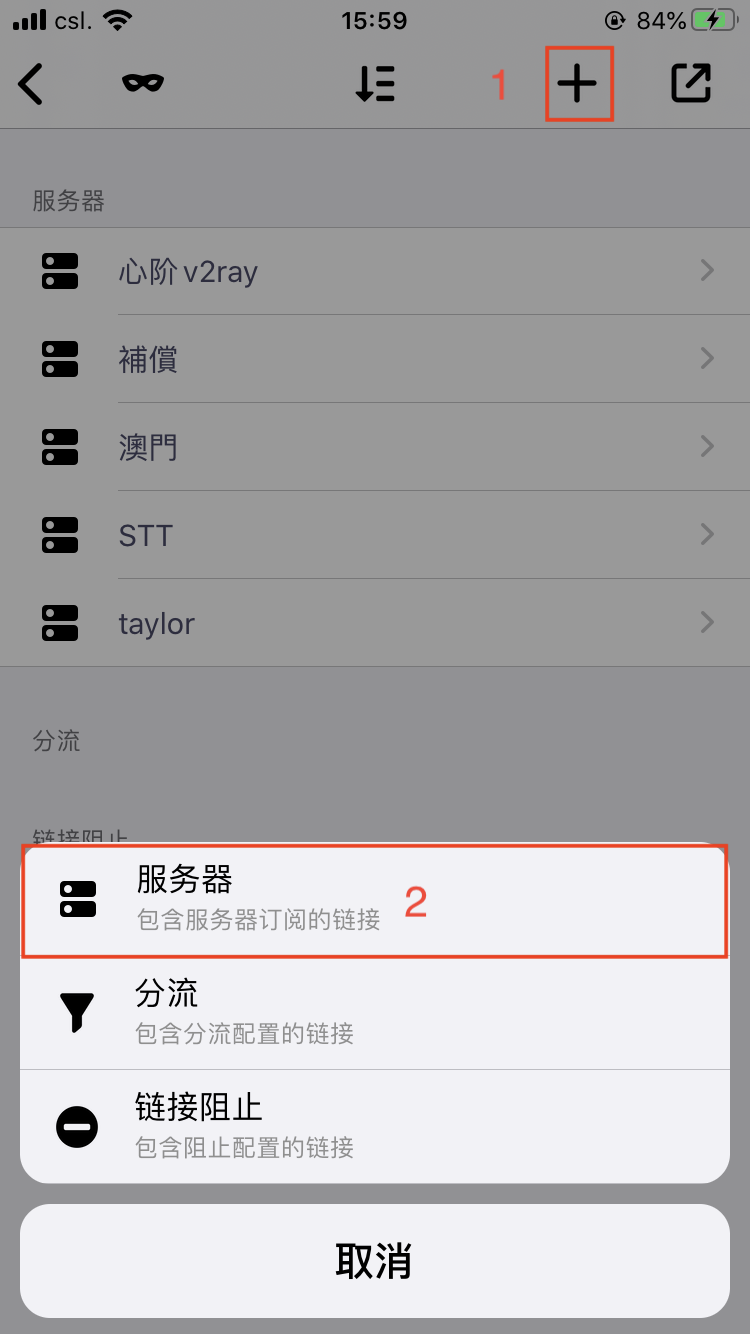 csl.
15:59
84%
1
服务器
心阶 v2ray
補償
澳門
STT
taylor
分流
链接阻止
服务器
包含服务器订阅的链接
2
分流
包含分流配置的链接
链接阻止
包含阻止配置的链接
取消